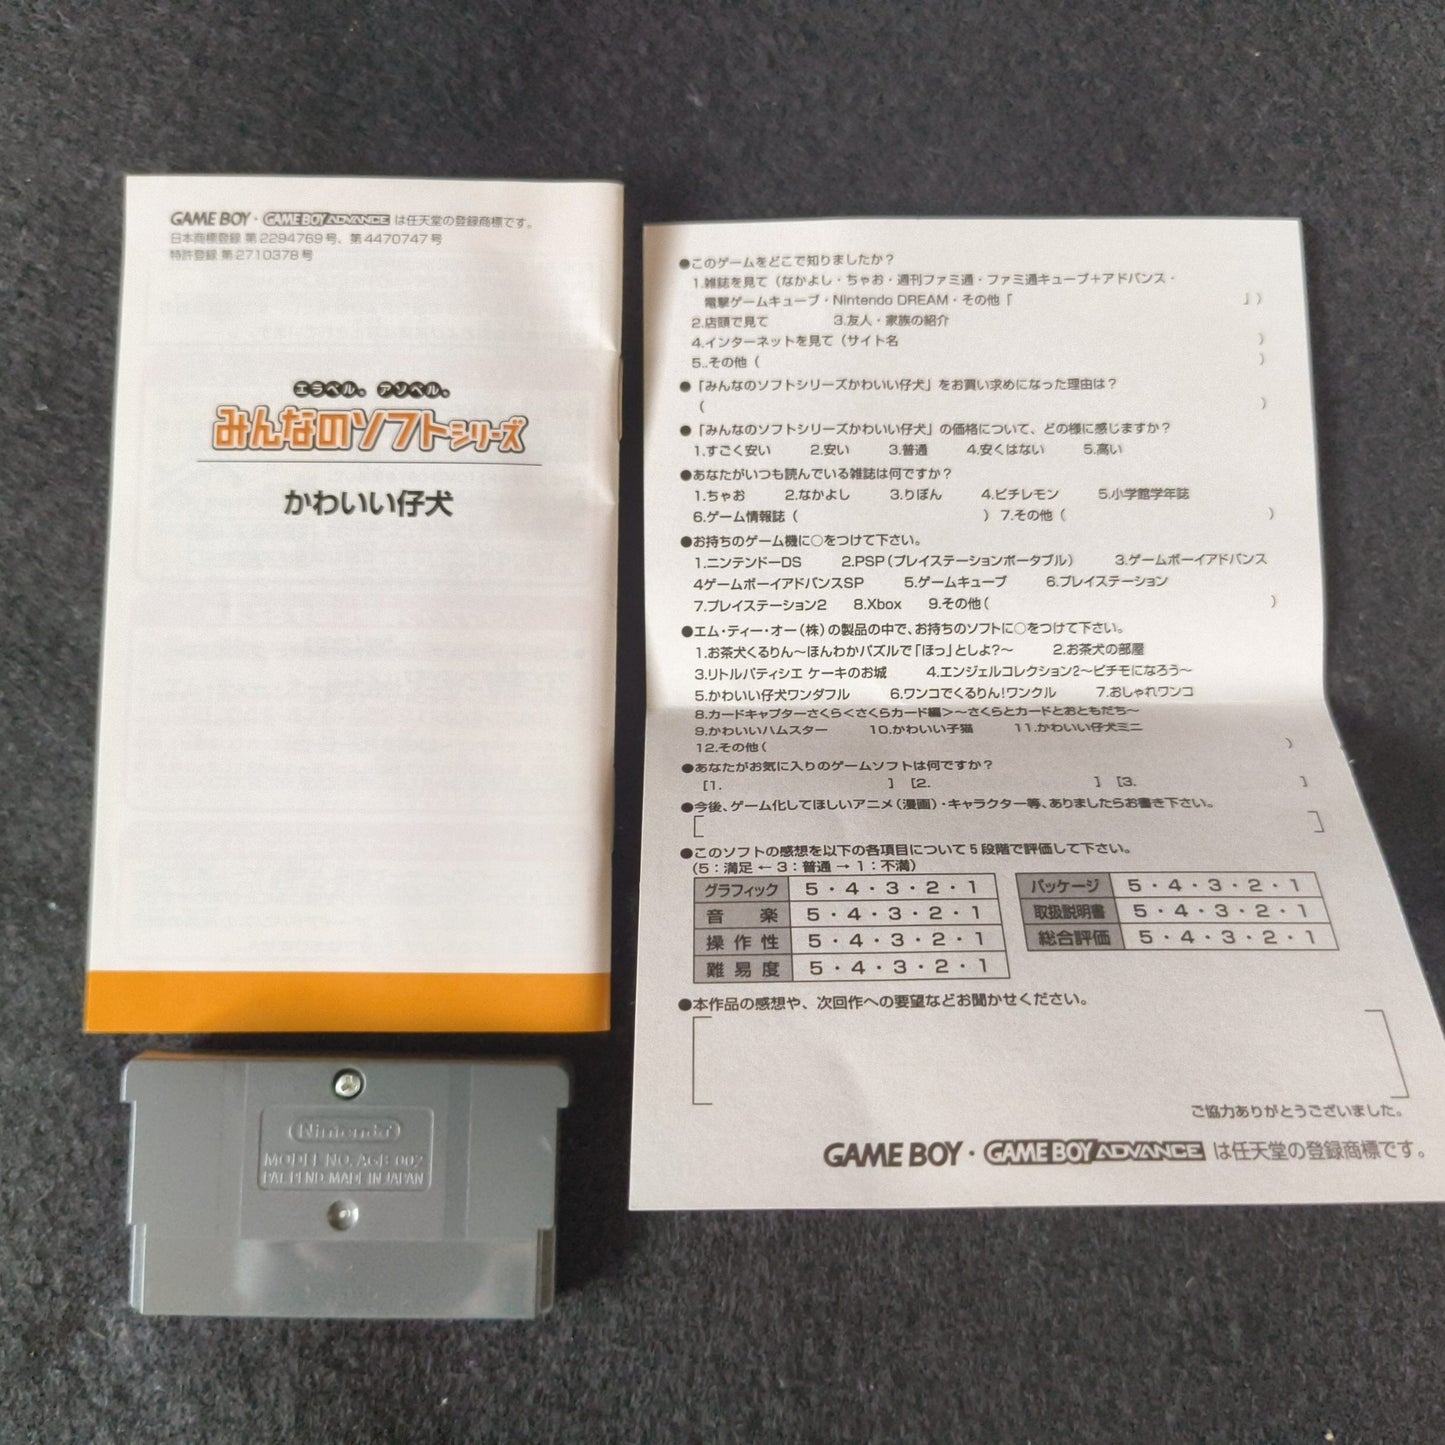 GAME BOY・GAME BOY ADVANCE は任天堂の登録商標です。
日本商標登録 第2294769号、第4470747号
特許登録 第2710378号
エラベル。アソベル。
みんなのソフトシリーズ
かわいい仔犬
Nintendo
MODEL NO. AGB-002
PAT. PEND. MADE IN JAPAN
●このゲームをどこで知りましたか？
1.雑誌を見て（なかよし・ちゃお・週刊ファミ通・ファミ通キューブ＋アドバンス・
電撃ゲームキューブ・Nintendo DREAM・その他「 」）
2.店頭で見て 3.友人・家族の紹介
4.インターネットを見て（サイト名 ）
5..その他（ ）
●「みんなのソフトシリーズかわいい仔犬」をお買い求めになった理由は？
（ ）
●「みんなのソフトシリーズかわいい仔犬」の価格について、どの様に感じますか？
1.すごく安い 2.安い 3.普通 4.安くはない 5.高い
●あなたがいつも読んでいる雑誌は何ですか？
1.ちゃお 2.なかよし 3.りぼん 4.ピチレモン 5.小学館学年誌
6.ゲーム情報誌（ ） 7.その他（ ）
●お持ちのゲーム機に○をつけて下さい。
1.ニンテンドーDS 2.PSP（プレイステーションポータブル） 3.ゲームボーイアドバンス
4ゲームボーイアドバンスSP 5.ゲームキューブ 6.プレイステーション
7.プレイステーション2 8.Xbox 9.その他（ ）
●エム・ティー・オー（株）の製品の中で、お持ちのソフトに○をつけて下さい。
1.お茶犬くるりん〜ほんわかパズルで「ほっ」としよ？〜 2.お茶犬の部屋
3.リトルパティシエ ケーキのお城 4.エンジェルコレクション2〜ピチモになろう〜
5.かわいい仔犬ワンダフル 6.ワンコでくるりん！ワンクル 7.おしゃれワンコ
8.カードキャプターさくら＜さくらカード編＞〜さくらとカードとおともだち〜
9.かわいいハムスター 10.かわいい子猫 11.かわいい仔犬ミニ
12.その他（ ）
●あなたがお気に入りのゲームソフトは何ですか？
［1. ］［2. ］［3. ］
●今後、ゲーム化してほしいアニメ（漫画）・キャラクター等、ありましたらお書き下さい。
●このソフトの感想を以下の各項目について5段階で評価して下さい。
（5：満足 ← 3：普通 → 1：不満）
グラフィック 5・4・3・2・1 パッケージ 5・4・3・2・1
音楽 5・4・3・2・1 取扱説明書 5・4・3・2・1
操作性 5・4・3・2・1 総合評価 5・4・3・2・1
難易度 5・4・3・2・1
●本作品の感想や、次回作への要望などお聞かせください。
ご協力ありがとうございました。
GAME BOY・GAME BOY ADVANCE は任天堂の登録商標です。